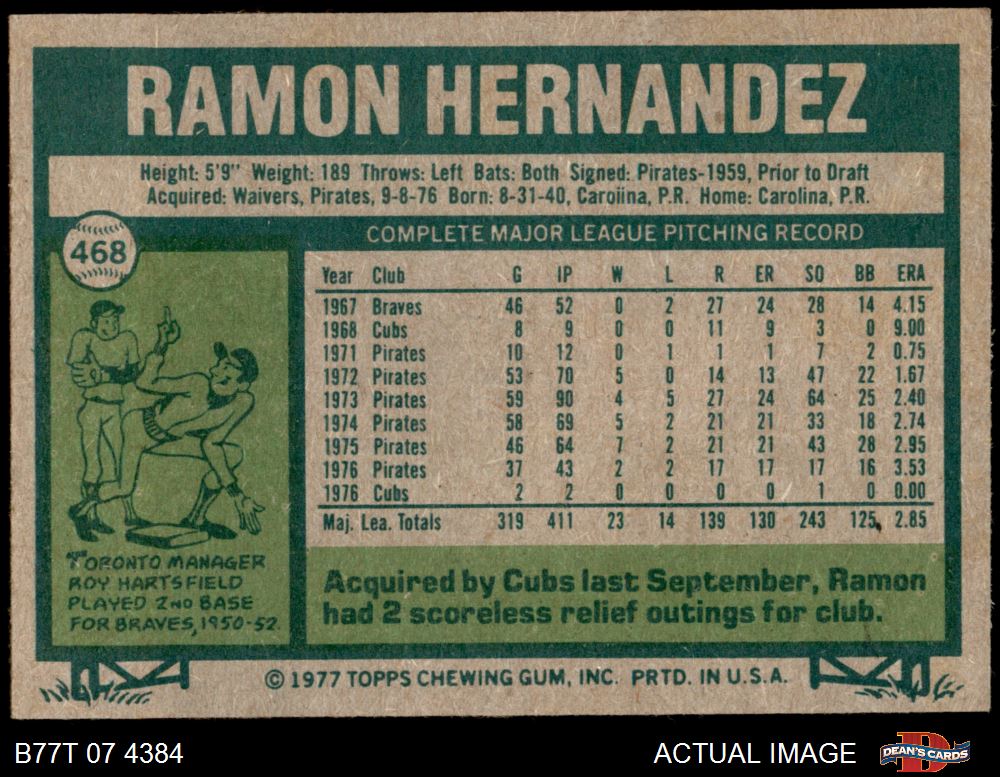 RAMON HERNANDEZ
Height: 5'9" Weight: 189 Throws: Left Bats: Both Signed: Pirates-1959, Prior to Draft
Acquired: Waivers, Pirates, 9-8-76 Born: 8-31-40, Caroiina, P.R. Home: Carolina, P.R.
468
COMPLETE MAJOR LEAGUE PITCHING RECORD
Year Club G IP W L R ER SO BB ERA
1967 Braves 46 52 0 2 27 24 28 14 4.15
1968 Cubs 8 9 0 0 11 9 3 0 9.00
1971 Pirates 10 12 0 1 1 1 7 2 0.75
1972 Pirates 53 70 5 0 14 13 47 22 1.67
1973 Pirates 59 90 4 5 27 24 64 25 2.40
1974 Pirates 58 69 5 2 21 21 33 18 2.74
1975 Pirates 46 64 7 2 21 21 43 28 2.95
1976 Pirates 37 43 2 2 17 17 17 16 3.53
1976 Cubs 2 2 0 0 0 0 1 0 0.00
Maj. Lea. Totals 319 411 23 14 139 130 243 125 2.85
TORONTO MANAGER
ROY HARTSFIELD
PLAYED 2ND BASE
FOR BRAVES, 1950-52.
Acquired by Cubs last September, Ramon
had 2 scoreless relief outings for club.
© 1977 TOPPS CHEWING GUM, INC. PRTD. IN U.S.A.
B77T 07 4384
ACTUAL IMAGE
D
DEAN'S CARDS